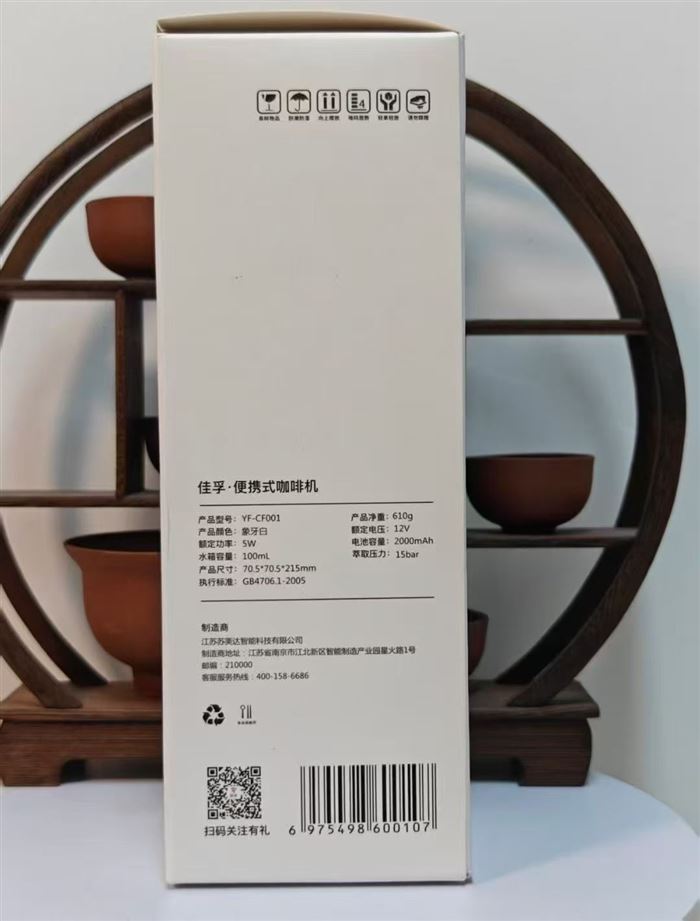 4
易碎物品 防潮防湿 向上摆放 堆码层数 轻拿轻放 请勿踩踏
佳孚·便携式咖啡机
产品型号：YF-CF001 产品净重：610g
产品颜色：象牙白 额定电压：12V
额定功率：5W 电池容量：2000mAh
水箱容量：100mL 萃取压力：15bar
产品尺寸：70.5*70.5*215mm
执行标准：GB4706.1-2005
制造商
江苏苏美达智能科技有限公司
制造商地址：江苏省南京市江北新区智能制造产业园星火路1号
邮编：210000
客服服务热线：400-158-6686
扫码关注有礼
6 975498 600107